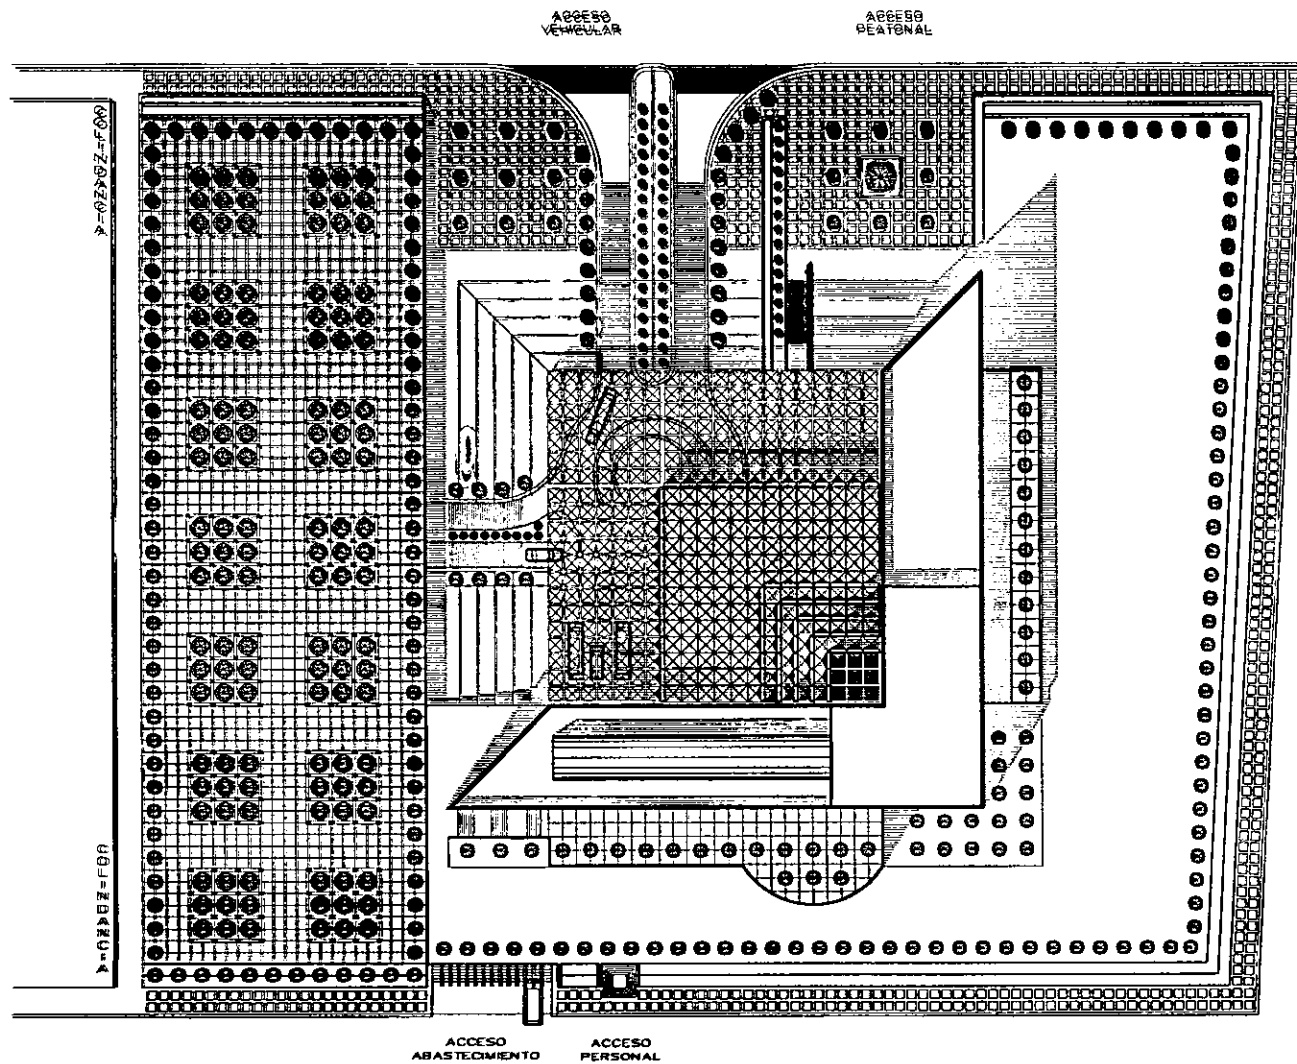 ACCESO
VEHICULAR
ACCESO
PEATONAL
COLINDANCIA
COLINDANCIA
ACCESO
ABASTECIMIENTO
ACCESO
PERSONAL